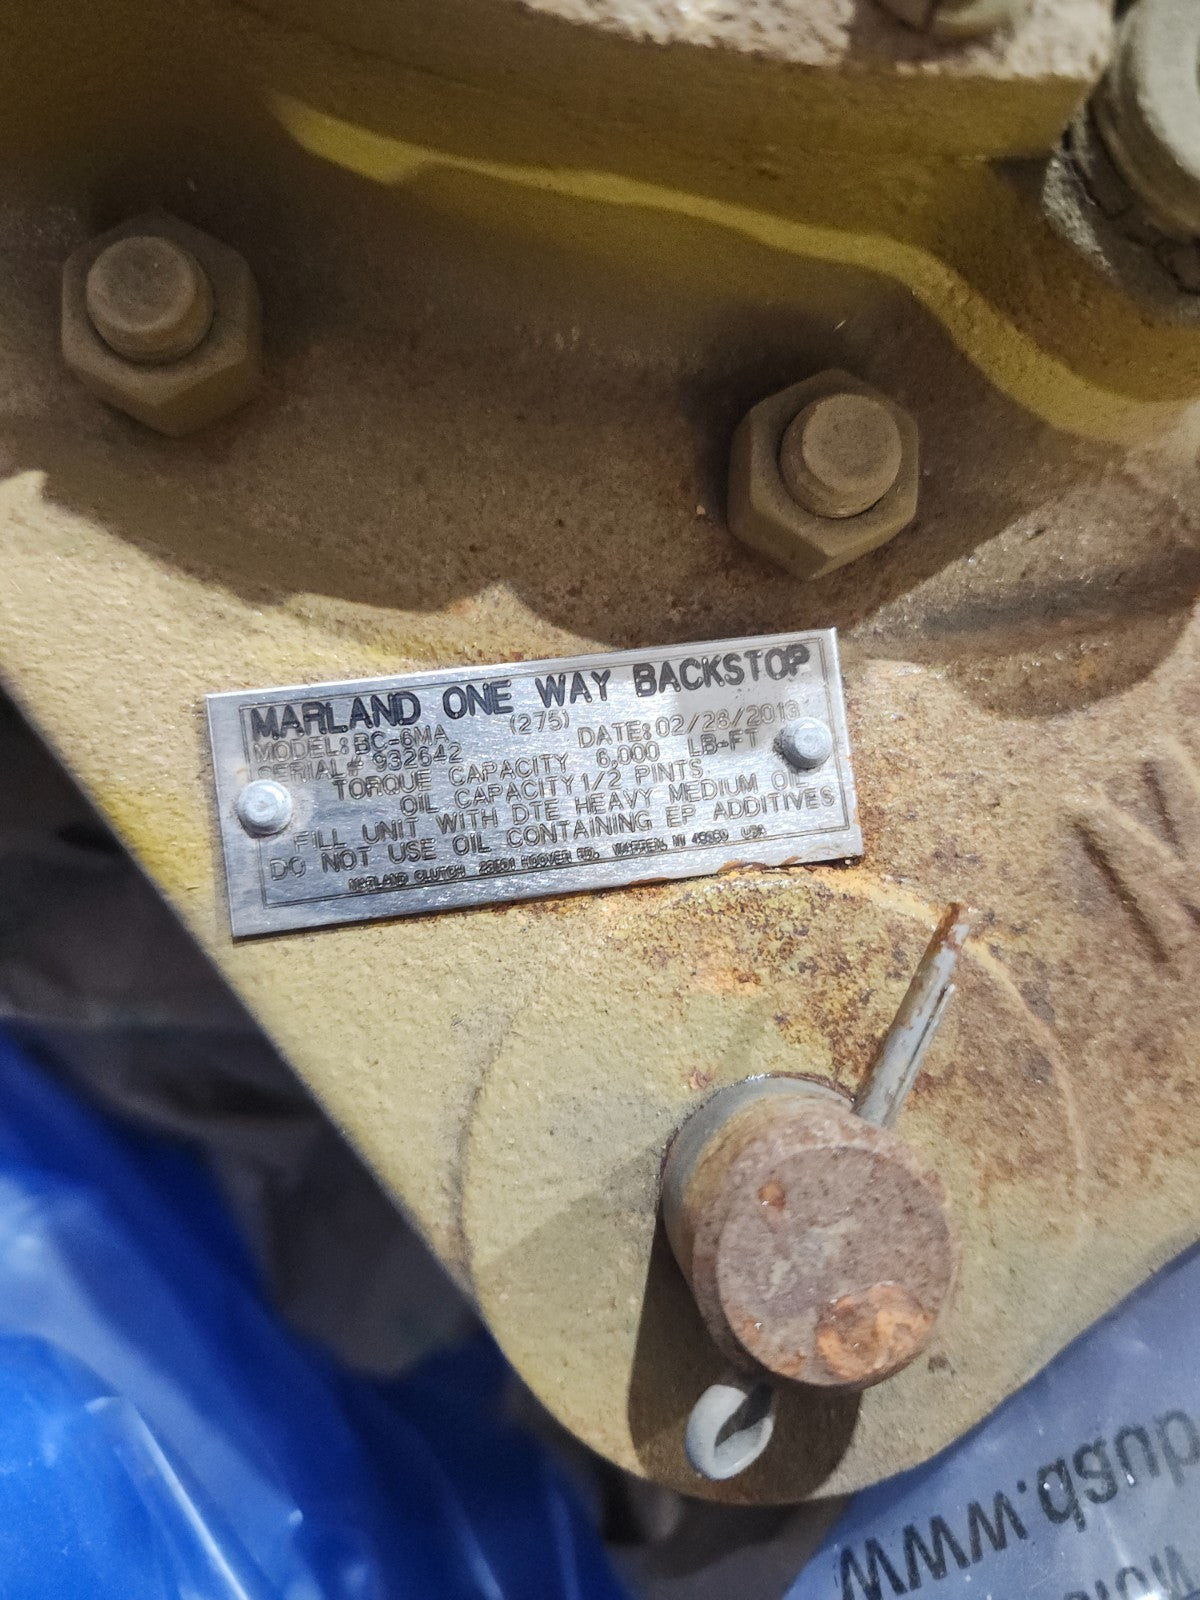 MARLAND ONE WAY BACKSTOP
MODEL: BC-6MA (275) DATE: 02/26/2013
SERIAL# 932642
TORQUE CAPACITY 6,000 LB-FT
OIL CAPACITY 1/2 PINTS
FILL UNIT WITH DTE HEAVY MEDIUM OIL
DO NOT USE OIL CONTAINING EP ADDITIVES
MARLAND CLUTCH HOOVER RD. WARREN, USA
www.qsup